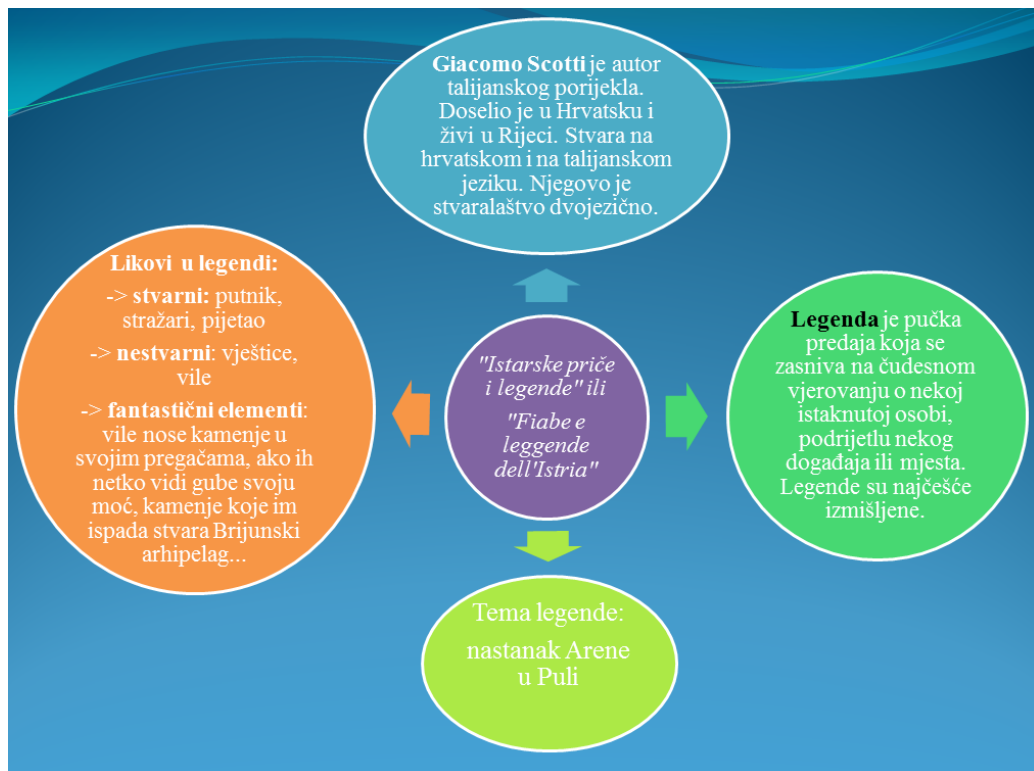 Giacomo Scotti je autor
talijanskog porijekla.
Doselio je u Hrvatsku i
živi u Rijeci. Stvara na
hrvatskom i na talijanskom
jeziku. Njegovo je
stvaralaštvo dvojezično.
Likovi u legendi:
-> stvarni: putnik,
stražari, pijetao
-> nestvarni: vještice,
vile
-> fantastični elementi:
vile nose kamenje u
svojim pregačama, ako ih
netko vidi gube svoju
moć, kamenje koje im
ispada stvara Brijunski
arhipelag...
"Istarske priče
i legende" ili
"Fiabe e
leggende
dell'Istria"
Legenda je pučka
predaja koja se
zasniva na čudesnom
vjerovanju o nekoj
istaknutoj osobi,
podrijetlu nekog
događaja ili mjesta.
Legende su najčešće
izmišljene.
Tema legende:
nastanak Arene
u Puli